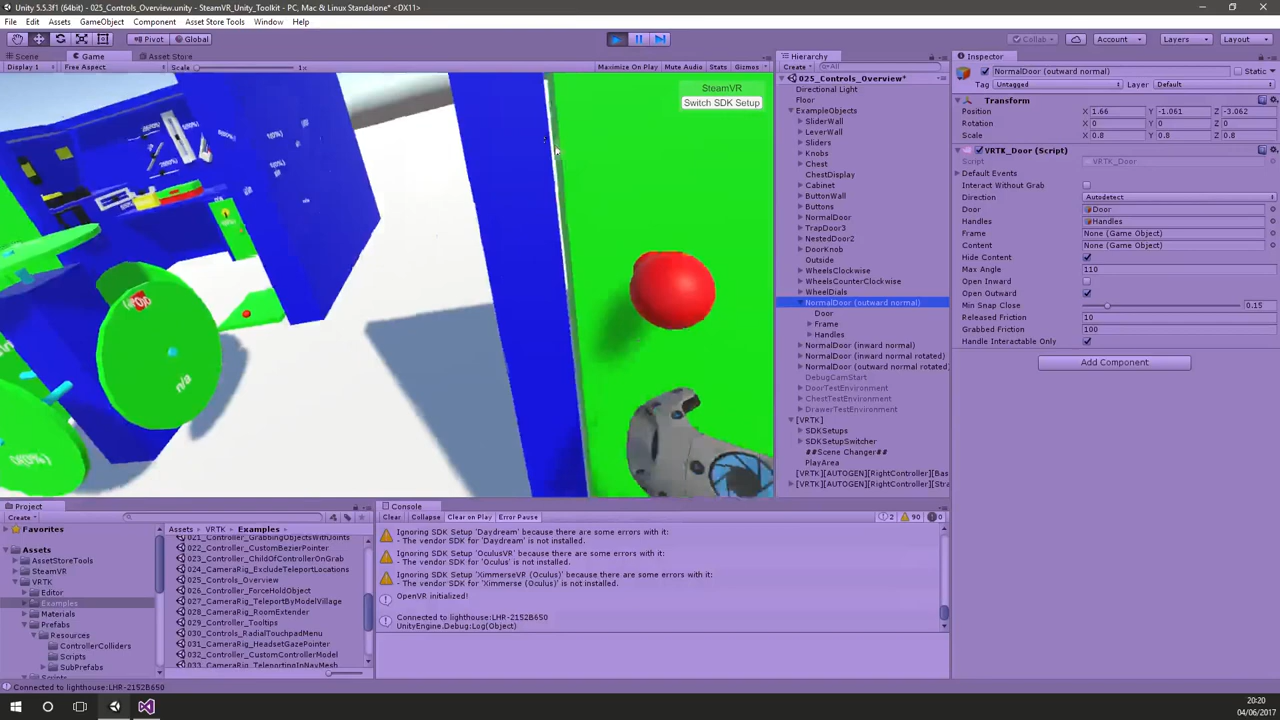 Unity 5.5.3f1 (64bit) - 025_Controls_Overview.unity - SteamVR_Unity_Toolkit - PC, Mac & Linux Standalone* <DX11>
File Edit Assets GameObject Component Asset Store Tools Window Help
Pivot Global Collab Account Layers Layout
Scene Game Asset Store
Display 1 Free Aspect Scale 1x Maximize On Play Mute Audio Stats Gizmos
SteamVR
Switch SDK Setup
STOP
n/a
Hierarchy
Create All
025_Controls_Overview*
Directional Light
Floor
ExampleObjects
SliderWall
LeverWall
Sliders
Knobs
Chest
ChestDisplay
Cabinet
ButtonWall
Buttons
NormalDoor
TrapDoor3
NestedDoor2
DoorKnob
Outside
WheelsClockwise
WheelsCounterClockwise
WheelDials
NormalDoor (outward normal)
Door
Frame
Handles
NormalDoor (inward normal)
NormalDoor (inward normal rotated)
NormalDoor (outward normal rotated)
DebugCamStart
DoorTestEnvironment
ChestTestEnvironment
DrawerTestEnvironment
[VRTK]
SDKSetups
SDKSetupSwitcher
##Scene Changer##
PlayArea
[VRTK][AUTOGEN][RightController][Bas
[VRTK][AUTOGEN][RightController][Stra
Inspector
NormalDoor (outward normal) Static
Tag Untagged Layer Default
Transform
Position X 1.66 Y -1.061 Z -3.062
Rotation X 0 Y 0 Z 0
Scale X 0.8 Y 0.8 Z 0.8
VRTK_Door (Script)
Script VRTK_Door
Default Events
Interact Without Grab
Direction Autodetect
Door Door
Handles Handles
Frame None (Game Object)
Content None (Game Object)
Hide Content
Max Angle 110
Open Inward
Open Outward
Min Snap Close 0.15
Released Friction 10
Grabbed Friction 100
Handle Interactable Only
Add Component
Project
Create
Favorites
Assets
AssetStoreTools
SteamVR
VRTK
Editor
Examples
Materials
Prefabs
Resources
ControllerColliders
Scripts
SubPrefabs
Scripts
Assets VRTK Examples
021_Controller_GrabbingObjectsWithJoints
022_Controller_CustomBezierPointer
023_Controller_ChildOfControllerOnGrab
024_CameraRig_ExcludeTeleportLocations
025_Controls_Overview
026_Controller_ForceHoldObject
027_CameraRig_TeleportByModelVillage
028_CameraRig_RoomExtender
029_Controller_Tooltips
030_Controls_RadialTouchpadMenu
031_CameraRig_HeadsetGazePointer
032_Controller_CustomControllerModel
033_CameraRig_TeleportingInNavMesh
Console
Clear Collapse Clear on Play Error Pause 2 90 0
Ignoring SDK Setup 'Daydream' because there are some errors with it:
- The vendor SDK for 'Daydream' is not installed.
Ignoring SDK Setup 'OculusVR' because there are some errors with it:
- The vendor SDK for 'Oculus' is not installed.
Ignoring SDK Setup 'XimmerseVR (Oculus)' because there are some errors with it:
- The vendor SDK for 'Ximmerse (Oculus)' is not installed.
OpenVR initialized!
Connected to lighthouse:LHR-2152B650
UnityEngine.Debug:Log(Object)
Connected to lighthouse:LHR-2152B650
20:20
04/06/2017